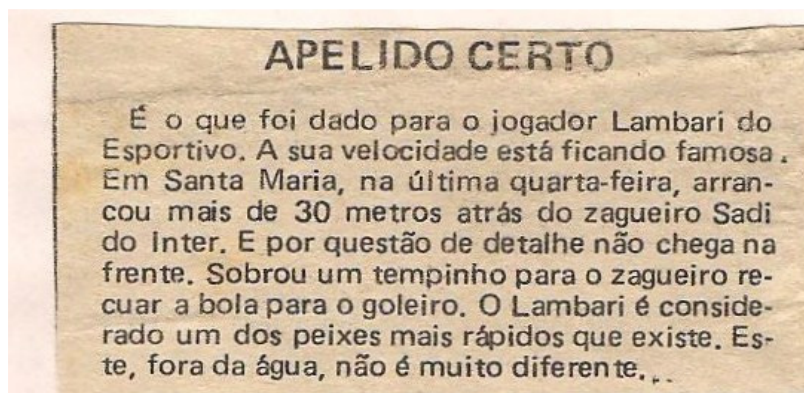 APELIDO CERTO
É o que foi dado para o jogador Lambari do
Esportivo. A sua velocidade está ficando famosa.
Em Santa Maria, na última quarta-feira, arran-
cou mais de 30 metros atrás do zagueiro Sadi
do Inter. E por questão de detalhe não chega na
frente. Sobrou um tempinho para o zagueiro re-
cuar a bola para o goleiro. O Lambari é conside-
rado um dos peixes mais rápidos que existe. Es-
te, fora da água, não é muito diferente...